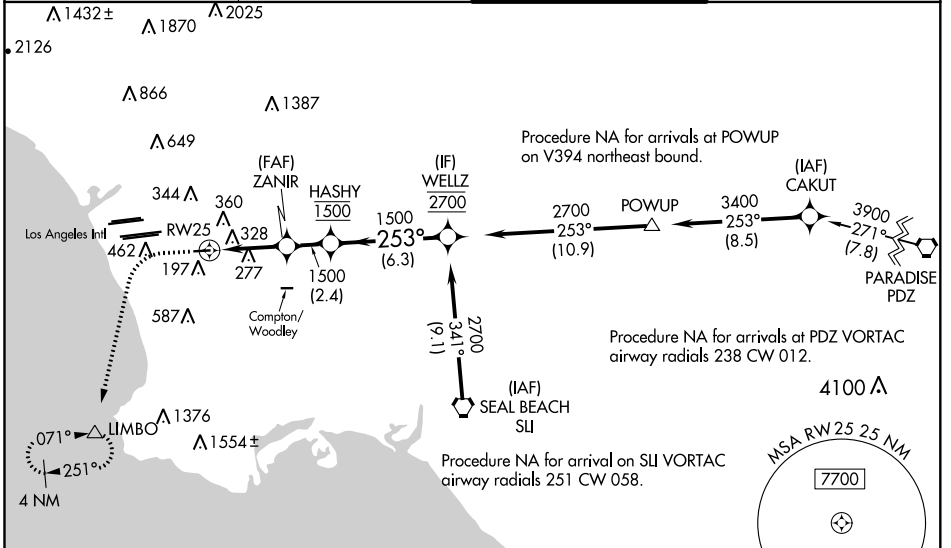 1432±
2025
1870
2126
866
1387
649
Procedure NA for arrivals at POWUP
on V394 northeast bound.
(FAF)
ZANIR
HASHY
1500
(IF)
WELLZ
2700
(IAF)
CAKUT
344
360
POWUP
Los Angeles Intl
RW25
328
1500
253°
(6.3)
2700
253°
(10.9)
3400
253°
(8.5)
3900
271°
(7.8)
462
197
277
1500
(2.4)
PARADISE
PDZ
587
Compton/
Woodley
2700
341°
(9.1)
Procedure NA for arrivals at PDZ VORTAC
airway radials 238 CW 012.
4100
(IAF)
SEAL BEACH
SLI
1376
LIMBO
071°
1554±
251°
4 NM
Procedure NA for arrival on SLI VORTAC
airway radials 251 CW 058.
MSA RW25 25 NM
7700